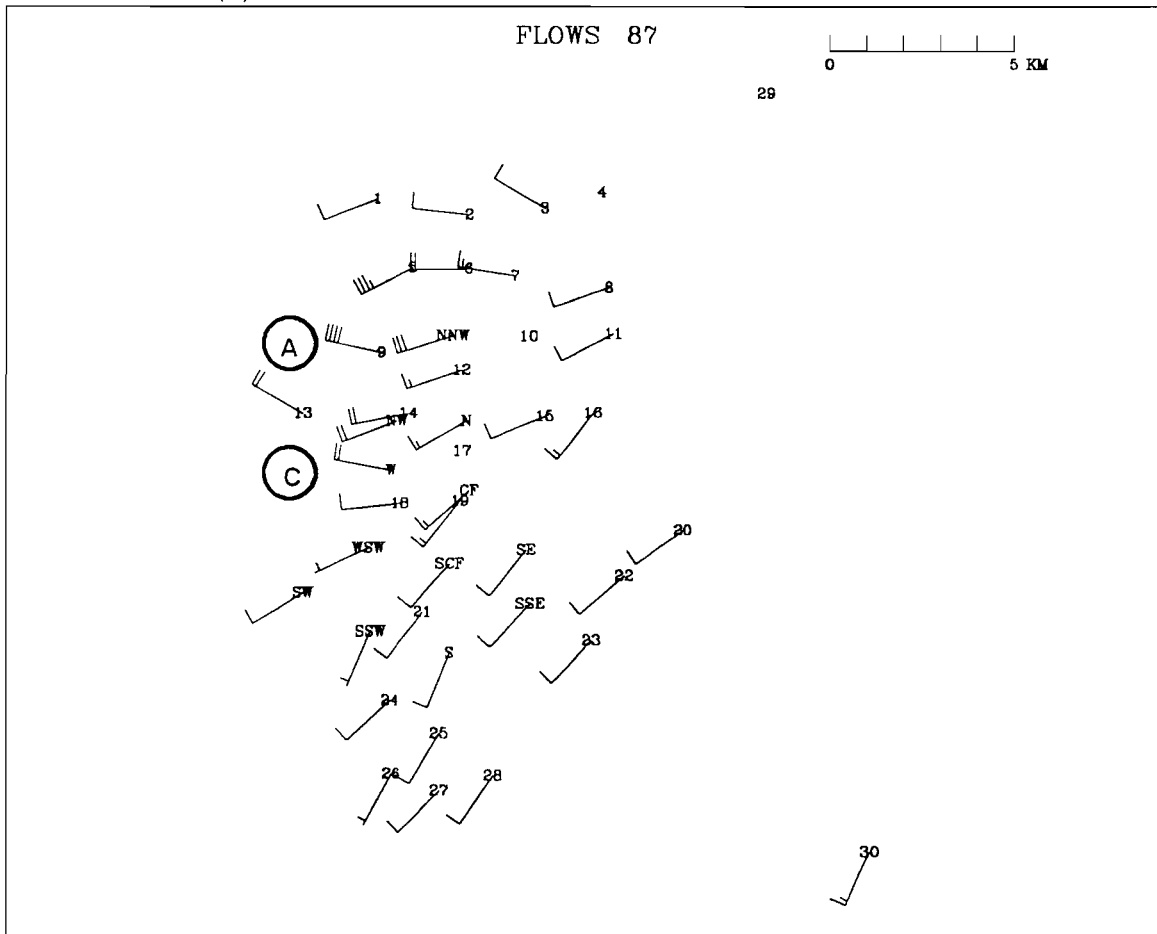 FLOWS 87
0 5 KM
29
1 2 3 4
5 6 7 8
A 9 NNW 10 11
12
13 14 NW N 15 16
17
C W
18 19 CF
20
WSW SCF SE
22
SW 21 SSE
SSW S 23
24
25
26 27 28
30